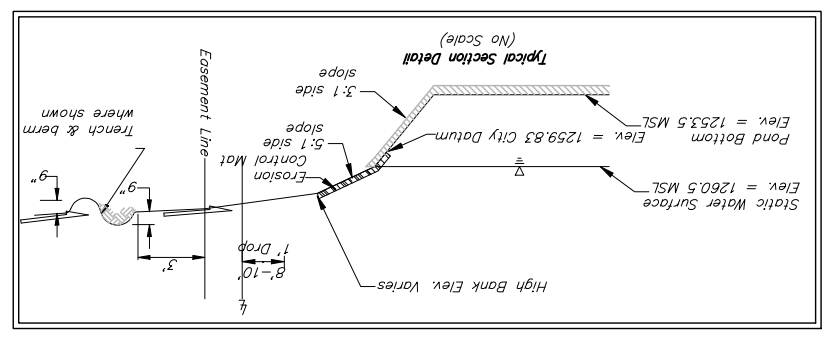 High Bank Elev. Varies
8'-10'
1' Drop
3'
Static Water Surface
Elev. = 1260.5 MSL
Pond Bottom
Elev. = 1253.5 MSL
Elev. = 1259.83 City Datum
Erosion
Control Mat
5:1 side
slope
3:1 side
slope
Easement Line
6"
6"
Trench & berm
where shown
Typical Section Detail
(No Scale)